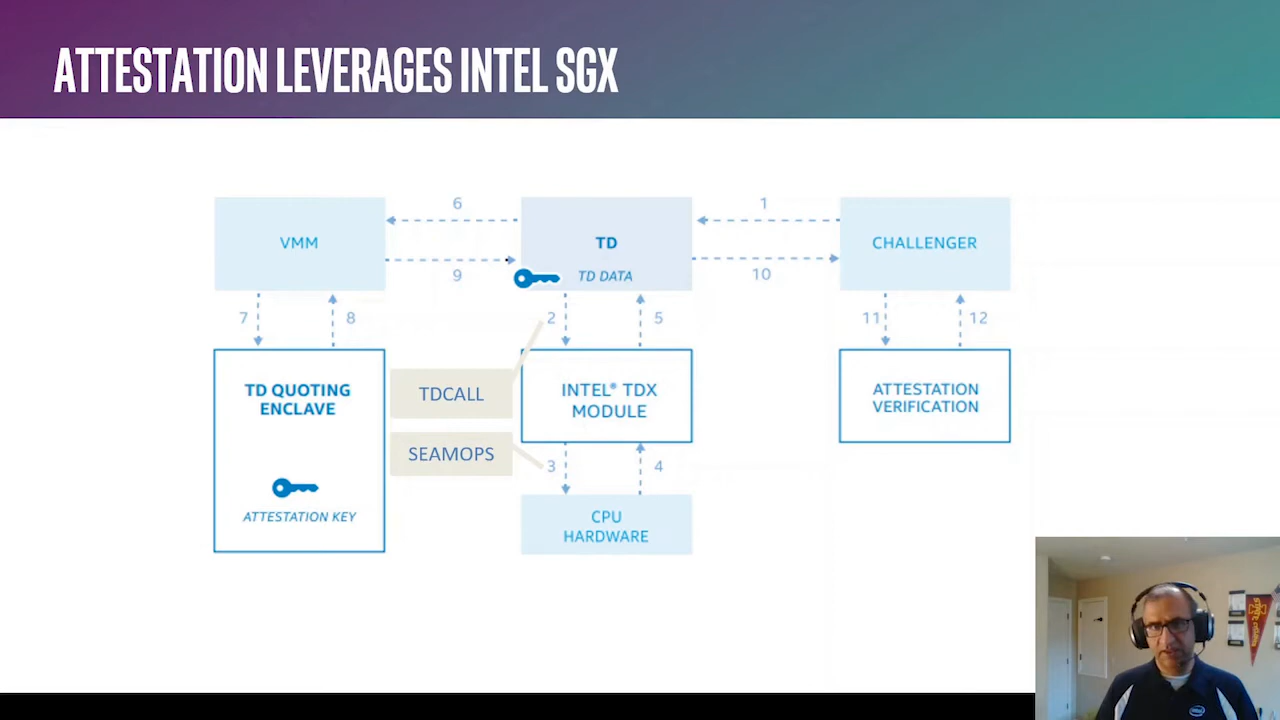 ATTESTATION LEVERAGES INTEL SGX
6
1
VMM
TD
CHALLENGER
9
TD DATA
10
7
8
2
5
11
12
TD QUOTING
ENCLAVE
TDCALL
INTEL® TDX
MODULE
ATTESTATION
VERIFICATION
SEAMOPS
3
4
ATTESTATION KEY
CPU
HARDWARE